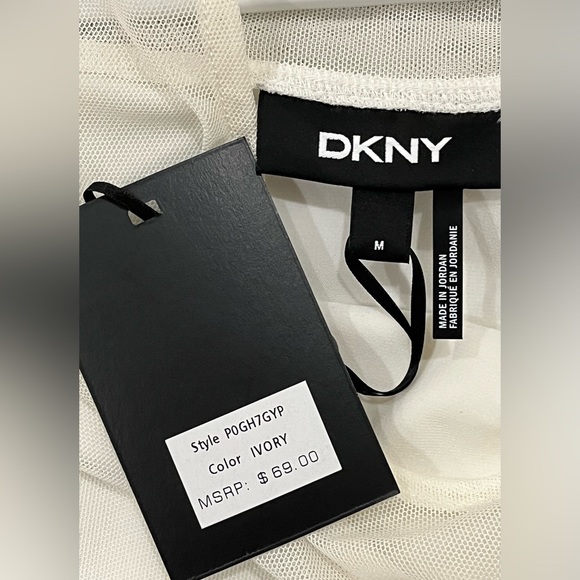 DKNY
M
MADE IN JORDAN
FABRIQUÉ EN JORDANIE
Style P0GH7GYP
Color IVORY
MSRP: $ 69.00